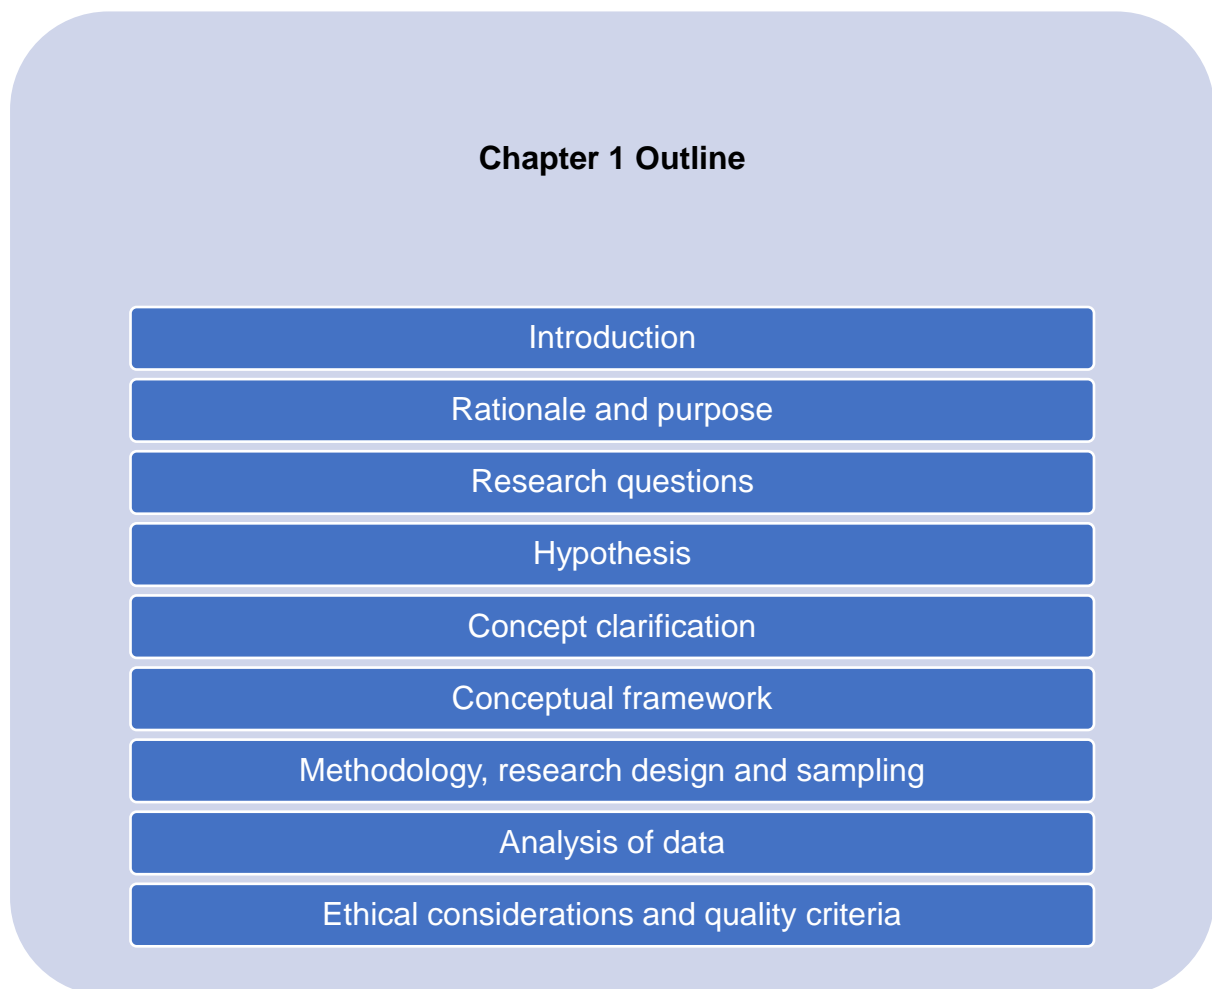 Chapter 1 Outline
Introduction
Rationale and purpose
Research questions
Hypothesis
Concept clarification
Conceptual framework
Methodology, research design and sampling
Analysis of data
Ethical considerations and quality criteria